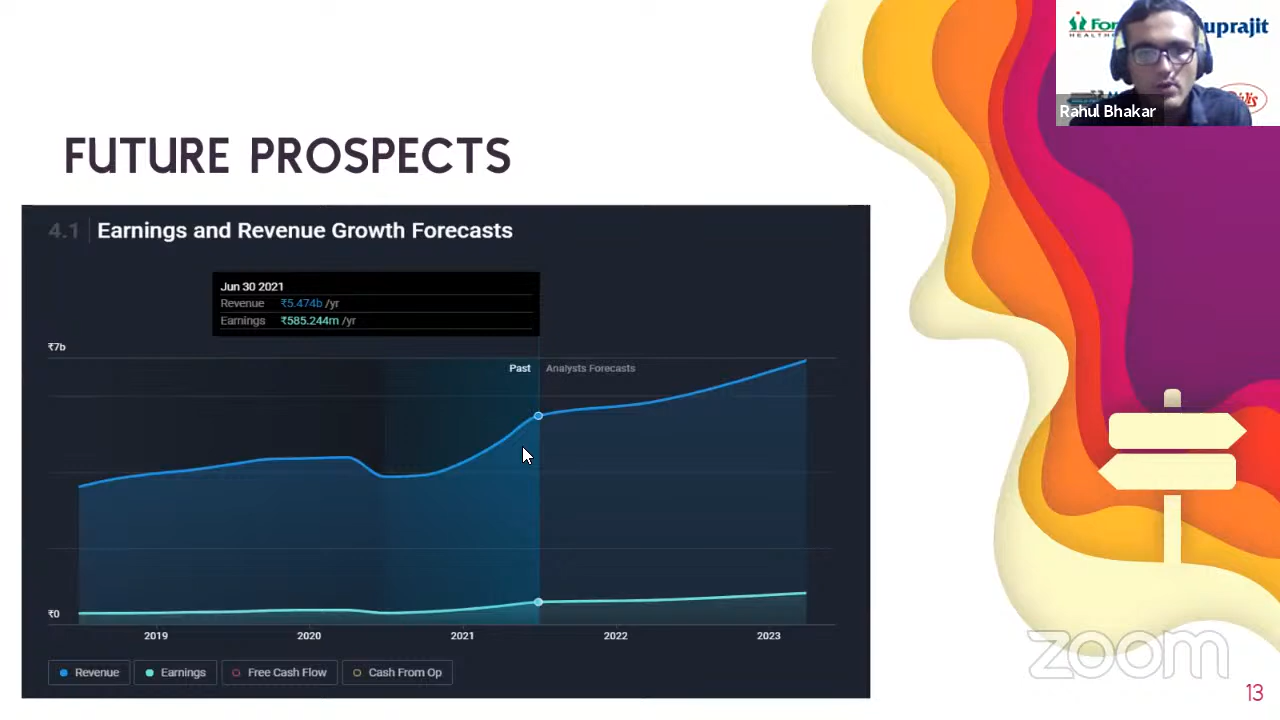 uprajit
Rahul Bhakar
FUTURE PROSPECTS
4.1 Earnings and Revenue Growth Forecasts
Jun 30 2021
Revenue ₹5.474b /yr
Earnings ₹585.244m /yr
₹7b
Past Analysts Forecasts
₹0
2019 2020 2021 2022 2023
Revenue Earnings Free Cash Flow Cash From Op
zoom
13